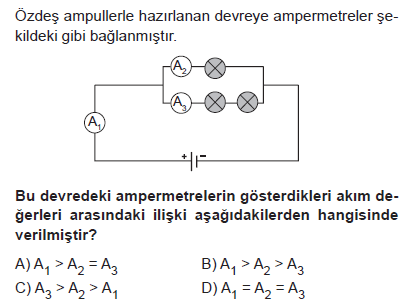 Özdeş ampullerle hazırlanan devreye ampermetreler şe-
kildeki gibi bağlanmıştır.
A₂
A₃
A₁
+ −
Bu devredeki ampermetrelerin gösterdikleri akım de-
ğerleri arasındaki ilişki aşağıdakilerden hangisinde
verilmiştir?
A) A₁ > A₂ = A₃ B) A₁ > A₂ > A₃
C) A₃ > A₂ > A₁ D) A₁ = A₂ = A₃